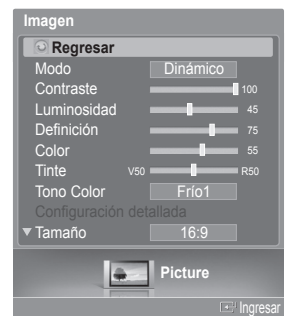 Imagen
Regresar
Modo Dinámico
Contraste 100
Luminosidad 45
Definición 75
Color 55
Tinte V50 R50
Tono Color Frío1
Configuración detallada
▼Tamaño 16:9
Picture
Ingresar